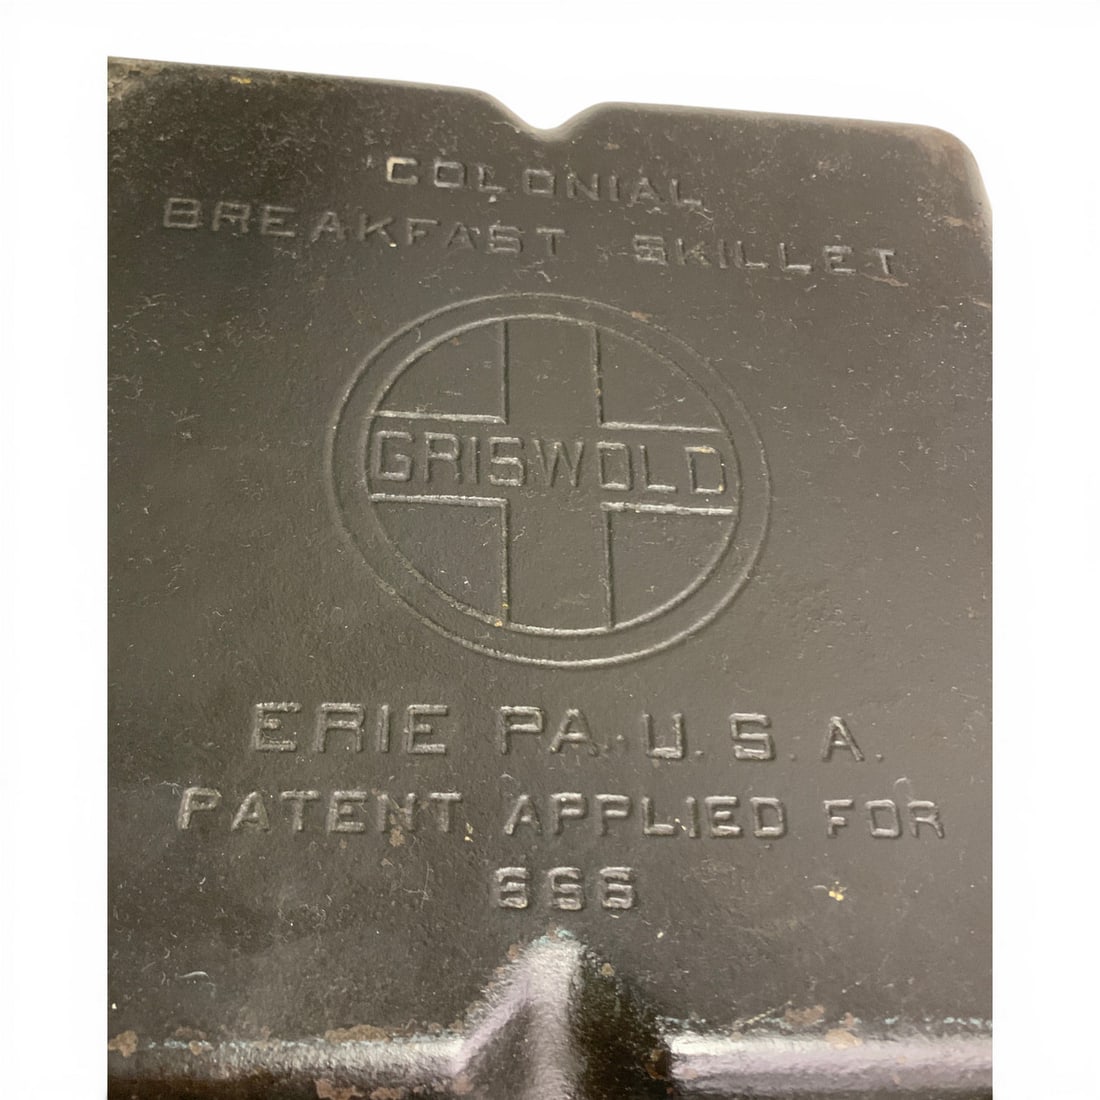 COLONIAL
BREAKFAST SKILLET
GRISWOLD
ERIE PA. U.S.A.
PATENT APPLIED FOR
666